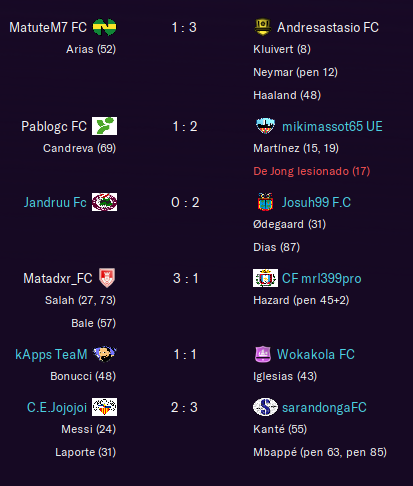 MatuteM7 FC 1 : 3 Andresastasio FC
Arias (52) Kluivert (8)
Neymar (pen 12)
Haaland (48)
Pablogc FC 1 : 2 mikimassot65 UE
Candreva (69) Martínez (15, 19)
De Jong lesionado (17)
Jandruu Fc 0 : 2 Josuh99 F.C
Ødegaard (31)
Dias (87)
Matadxr_FC 3 : 1 CF mrl399pro
Salah (27, 73) Hazard (pen 45+2)
Bale (57)
kApps TeaM 1 : 1 Wokakola FC
Bonucci (48) Iglesias (43)
C.E.Jojojoi 2 : 3 sarandongaFC
Messi (24) Kanté (55)
Laporte (31) Mbappé (pen 63, pen 85)